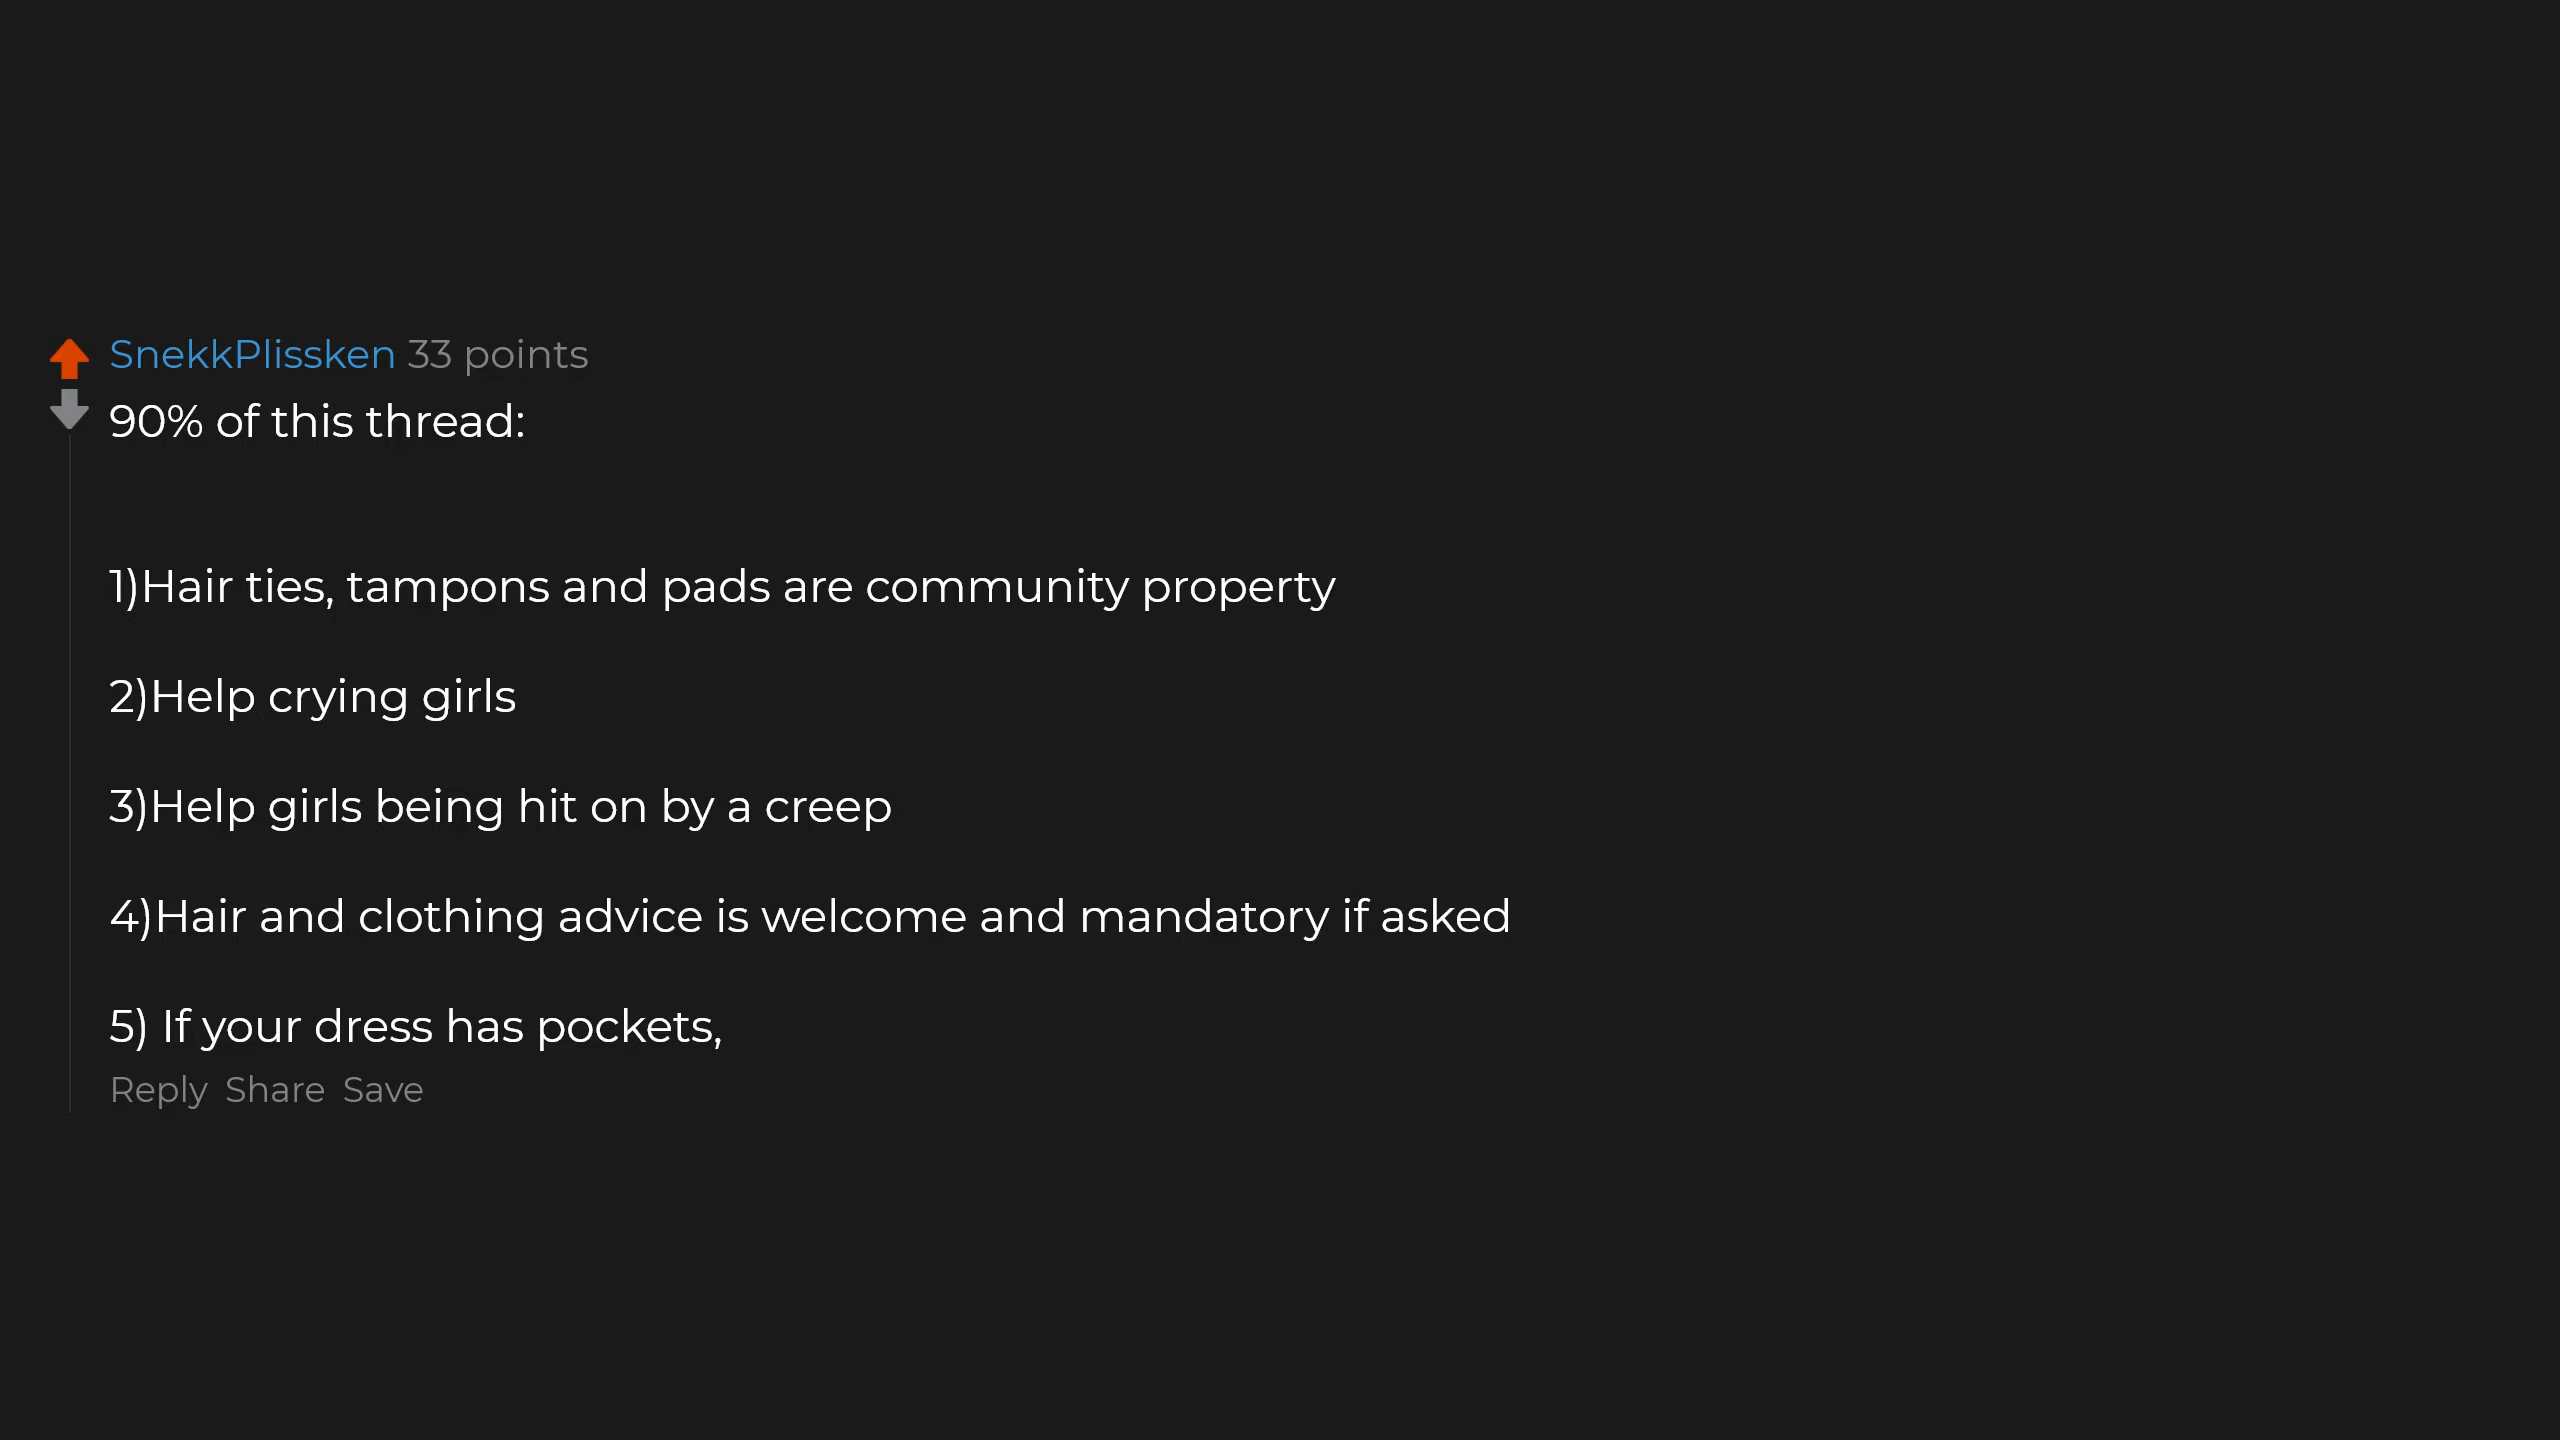 SnekkPlissken 33 points
90% of this thread:
1)Hair ties, tampons and pads are community property
2)Help crying girls
3)Help girls being hit on by a creep
4)Hair and clothing advice is welcome and mandatory if asked
5) If your dress has pockets,
Reply Share Save